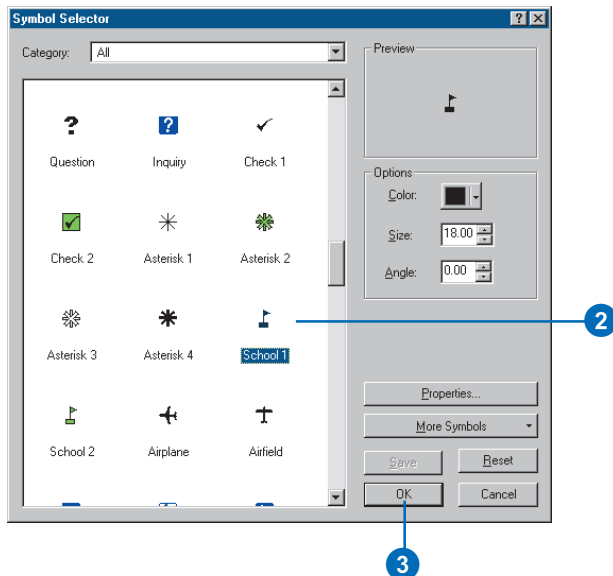 Symbol Selector
Category: All
Preview
? Question
? Inquiry
Check 1
Options
Color:
Size: 18.00
Angle: 0.00
Check 2
Asterisk 1
Asterisk 2
2
Asterisk 3
Asterisk 4
School 1
Properties...
More Symbols
School 2
Airplane
Airfield
Save
Reset
OK
Cancel
3